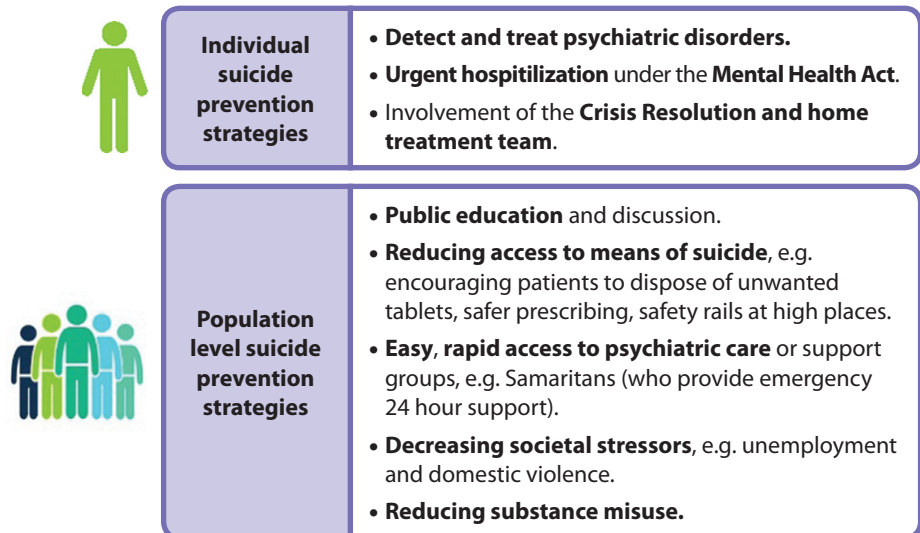 Individual
suicide
prevention
strategies
• Detect and treat psychiatric disorders.
• Urgent hospitilization under the Mental Health Act.
• Involvement of the Crisis Resolution and home
treatment team.
Population
level suicide
prevention
strategies
• Public education and discussion.
• Reducing access to means of suicide, e.g.
encouraging patients to dispose of unwanted
tablets, safer prescribing, safety rails at high places.
• Easy, rapid access to psychiatric care or support
groups, e.g. Samaritans (who provide emergency
24 hour support).
• Decreasing societal stressors, e.g. unemployment
and domestic violence.
• Reducing substance misuse.